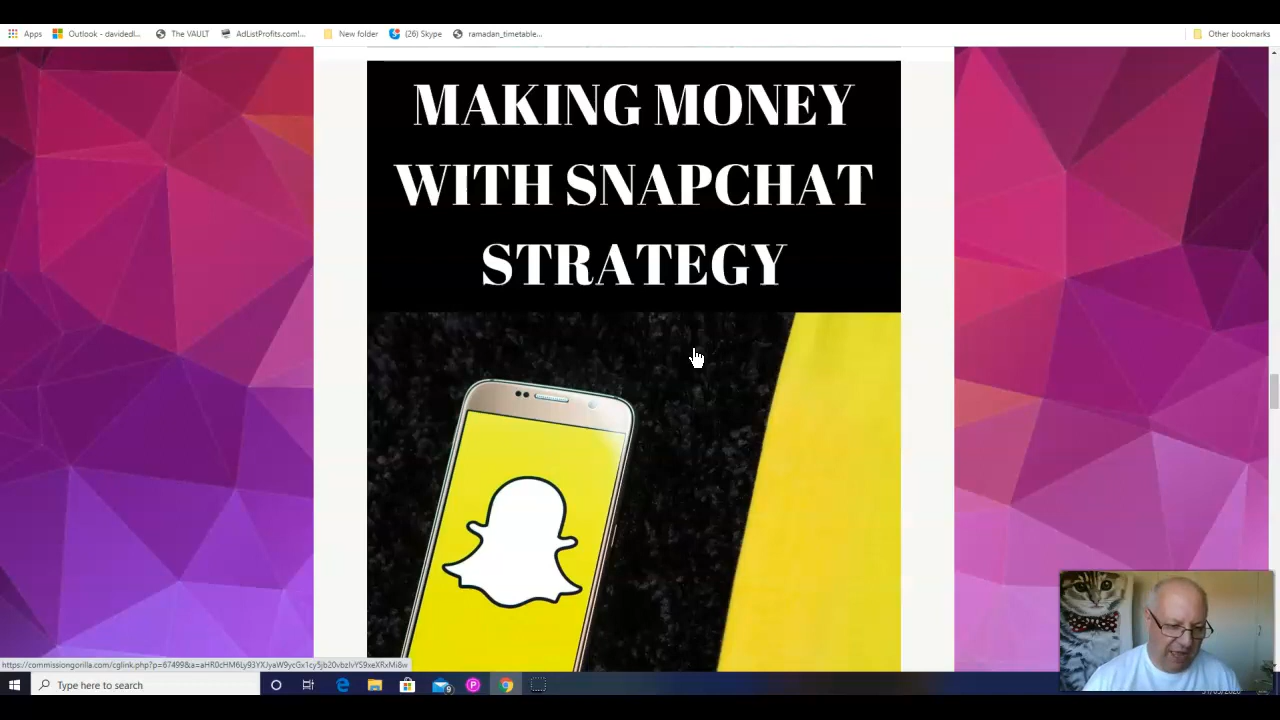 Apps
Outlook - davidedl...
The VAULT
AdListProfits.com!...
New folder
(26) Skype
ramadan_timetable...
Other bookmarks
MAKING MONEY
WITH SNAPCHAT
STRATEGY
Type here to search